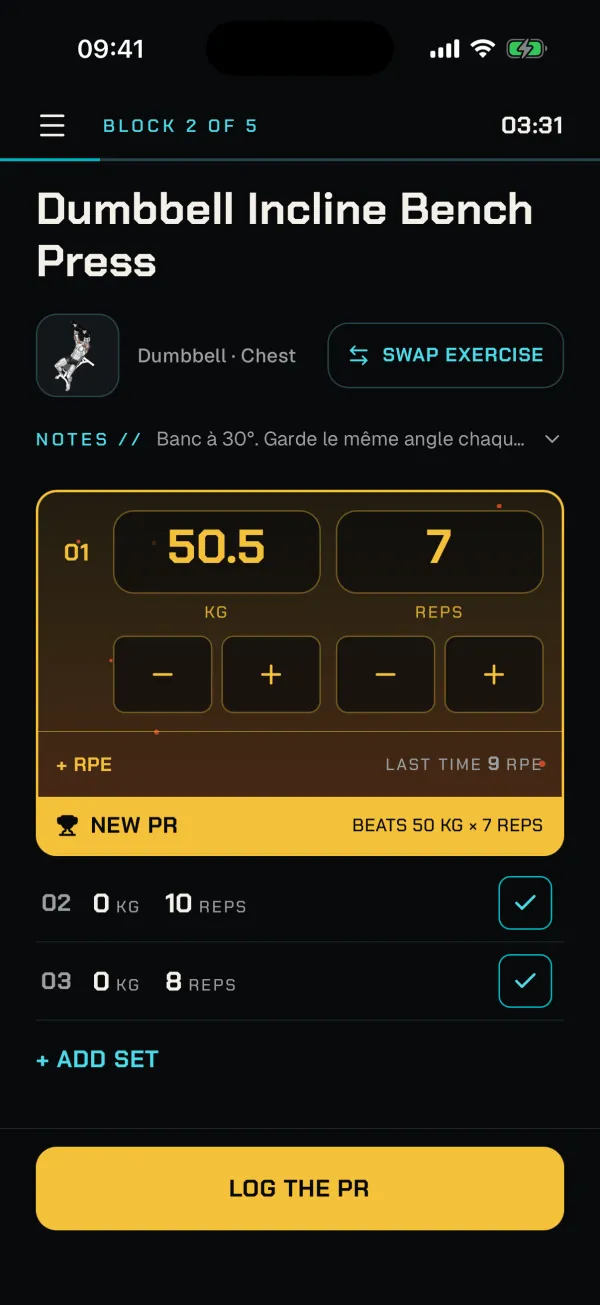 09:41
BLOCK 2 OF 5
03:31
Dumbbell Incline Bench
Press
Dumbbell · Chest
SWAP EXERCISE
NOTES // Banc à 30°. Garde le même angle chaqu…
01 50.5 7
KG REPS
− + − +
+ RPE LAST TIME 9 RPE
NEW PR BEATS 50 KG × 7 REPS
02 0 KG 10 REPS
03 0 KG 8 REPS
+ ADD SET
LOG THE PR